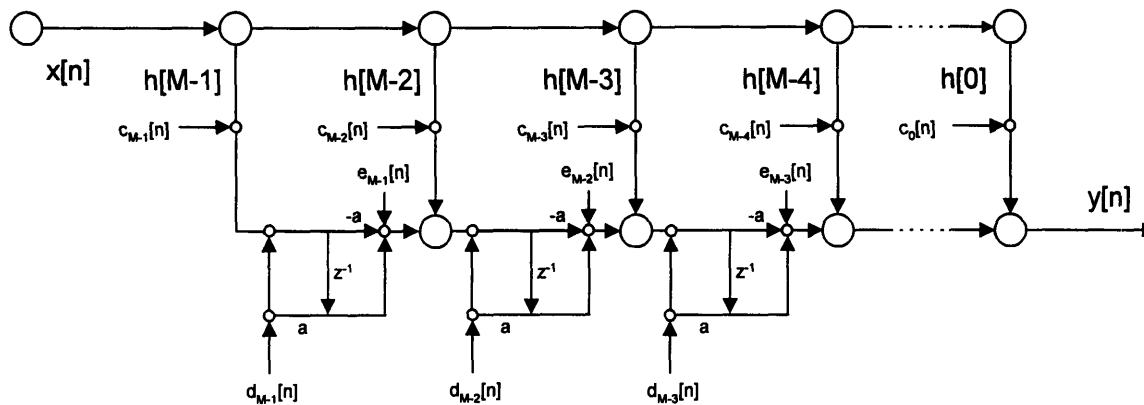 x[n] h[M-1] h[M-2] h[M-3] h[M-4] h[0]
c_{M-1}[n] c_{M-2}[n] c_{M-3}[n] c_{M-4}[n] c_0[n]
e_{M-1}[n] e_{M-2}[n] e_{M-3}[n]
y[n]
-a -a -a
z^{-1} z^{-1} z^{-1}
a a a
d_{M-1}[n] d_{M-2}[n] d_{M-3}[n]